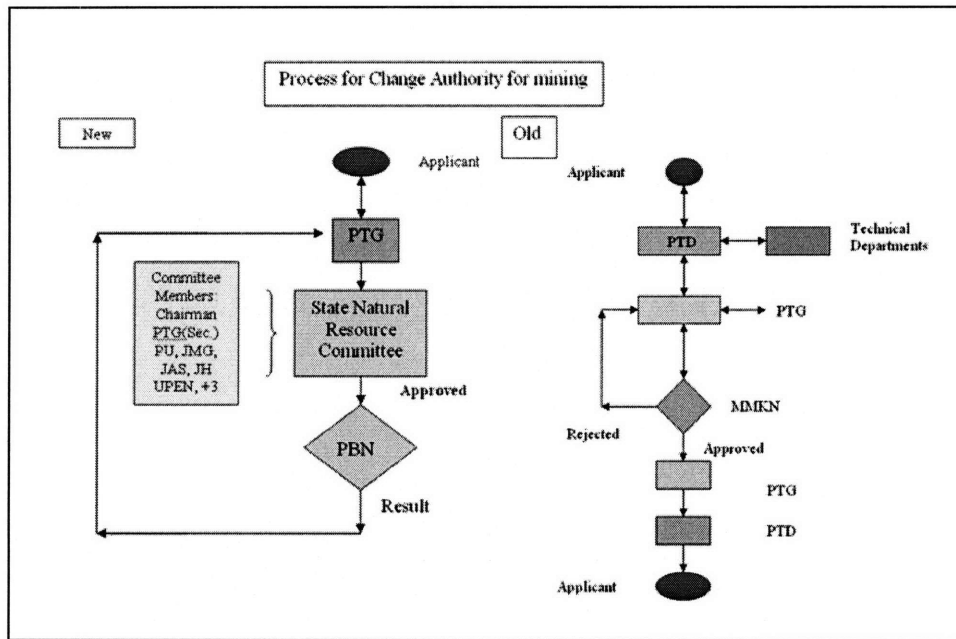 Process for Change Authority for mining
New
Old
Applicant
PTG
Committee
Members:
Chairman
PTG(Sec.)
PU, JMG,
JAS, JH
UPEN, +3
State Natural
Resource
Committee
Approved
PBN
Result
Applicant
PTD
Technical
Departments
PTG
MMKN
Rejected
Approved
PTG
PTD
Applicant